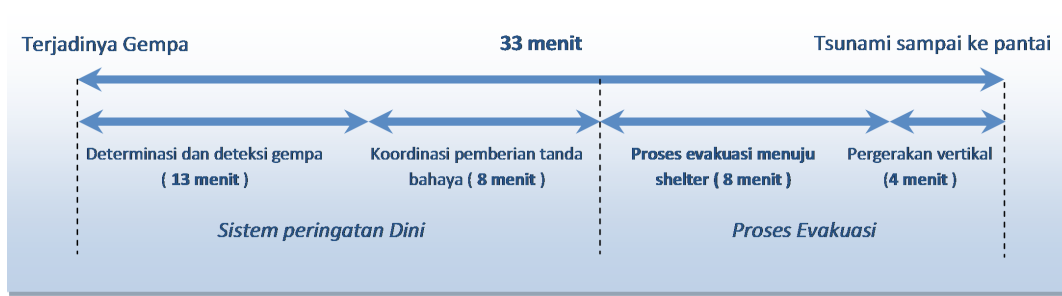 Terjadinya Gempa
33 menit
Tsunami sampai ke pantai
Determinasi dan deteksi gempa
( 13 menit )
Koordinasi pemberian tanda
bahaya ( 8 menit )
Proses evakuasi menuju
shelter ( 8 menit )
Pergerakan vertikal
(4 menit )
Sistem peringatan Dini
Proses Evakuasi